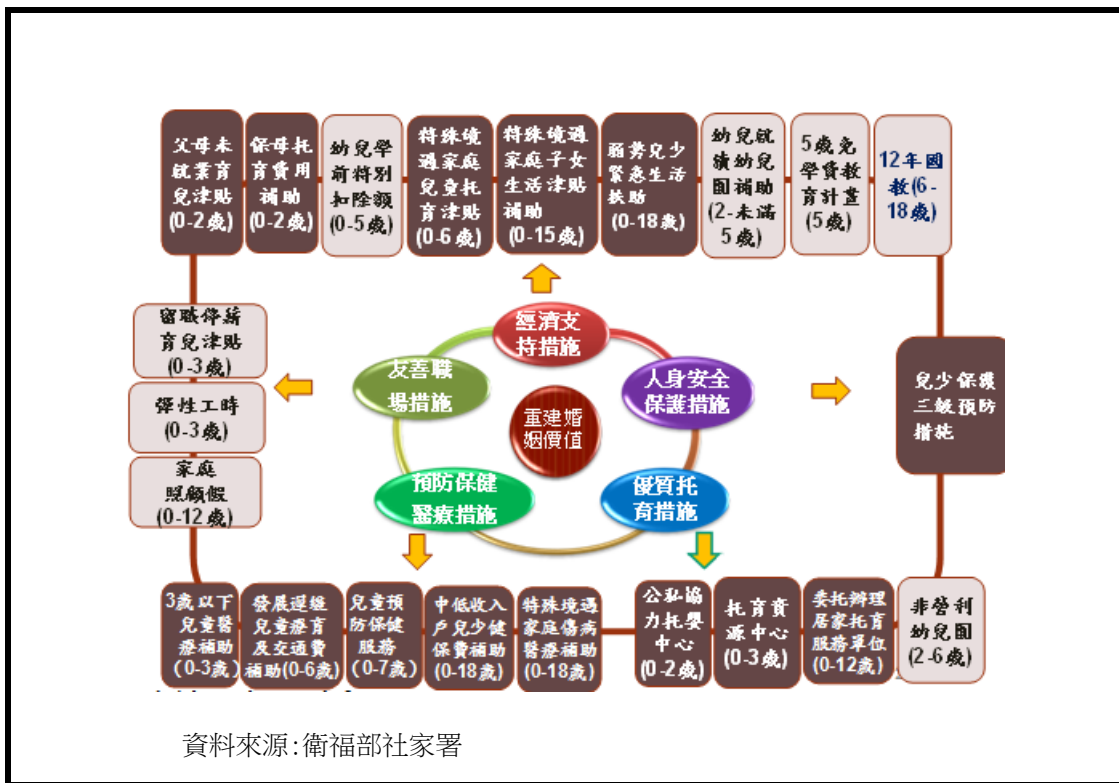 父母未
就業育
兒津貼
(0-2歲)
保母托
育費用
補助
(0-2歲)
幼兒學
前特別
扣除額
(0-5歲)
特殊境
遇家庭
兒童托
育津貼
(0-6歲)
特殊境遇
家庭子女
生活津貼
補助
(0-15歲)
弱勢兒少
緊急生活
扶助
(0-18歲)
幼兒就
讀幼兒
園補助
(2-未滿
5歲)
5歲免
學費教
育計畫
(5歲)
12年國
教(6-
18歲)
留職停薪
育兒津貼
(0-3歲)
彈性工時
(0-3歲)
家庭
照顧假
(0-12歲)
經濟支
持措施
友善職
場措施
人身安全
保護措施
重建婚
姻價值
預防保健
醫療措施
優質托
育措施
兒少保護
三級預防
措施
3歲以下
兒童醫
療補助
(0-3歲)
發展遲緩
兒童療育
及交通費
補助(0-6歲)
兒童預
防保健
服務
(0-7歲)
中低收入
戶兒少健
保費補助
(0-18歲)
特殊境遇
家庭傷病
醫療補助
(0-18歲)
公私協
力托嬰
中心
(0-2歲)
托育資
源中心
(0-3歲)
委托辦理
居家托育
服務單位
(0-12歲)
非營利
幼兒園
(2-6歲)
資料來源:衛福部社家署